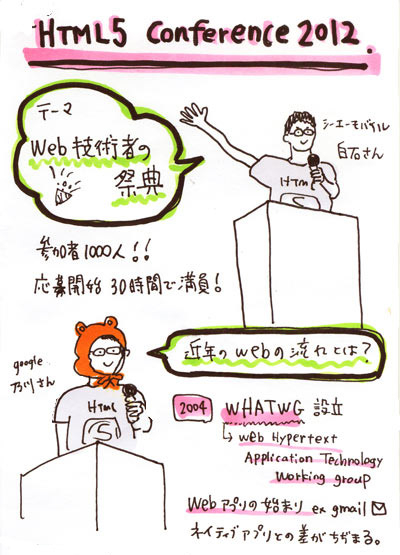 HTML5 Conference 2012.
テーマ
Web技術者の
祭典
シーエーモバイル
白石さん
HTML
5
参加者1000人!!
応募開始30時間で満員!
近年のwebの流れとは?
google
及川さん
HTML
5
2004 WHATWG 設立
↳ web Hypertext
Application Technology
working group
Webアプリの始まり ex gmail
ネイティブアプリとの差がちぢまる。